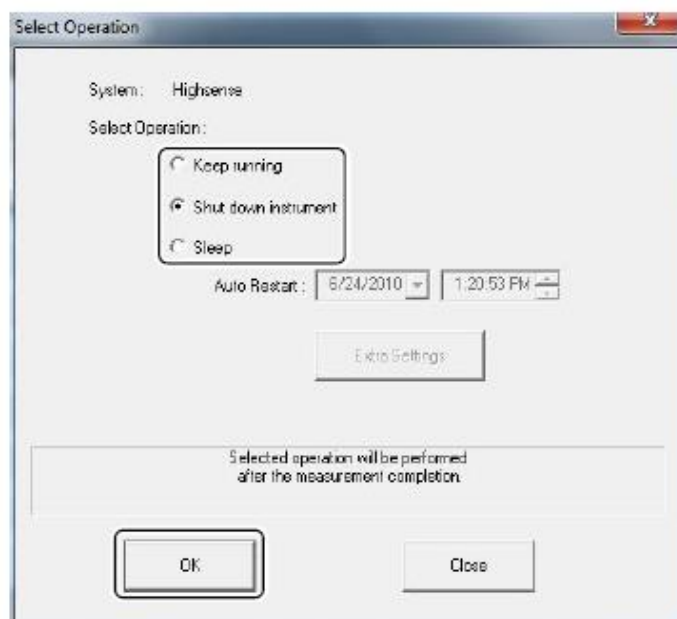 Select Operation
System: Highsense
Select Operation:
Keep running
Shut down instrument
Sleep
Auto Restart: 6/24/2010 1:20:53 PM
Extra Settings
Selected operation will be performed
after the measurement completion.
OK Close